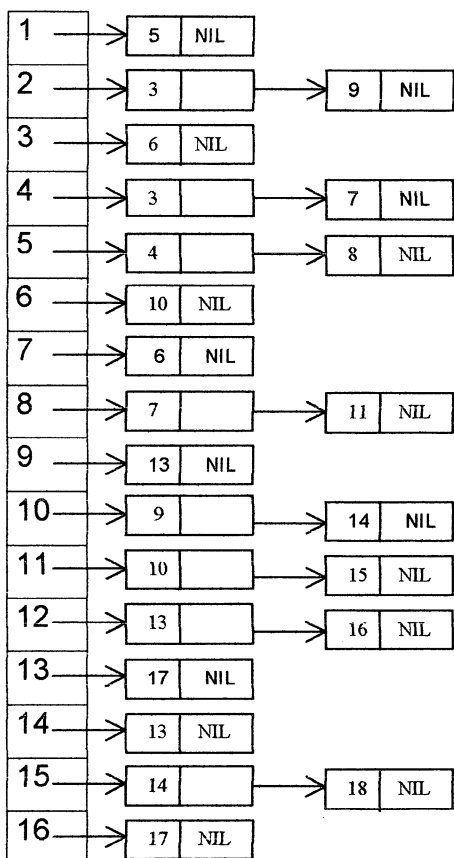 1 5 NIL
2 3 9 NIL
3 6 NIL
4 3 7 NIL
5 4 8 NIL
6 10 NIL
7 6 NIL
8 7 11 NIL
9 13 NIL
10 9 14 NIL
11 10 15 NIL
12 13 16 NIL
13 17 NIL
14 13 NIL
15 14 18 NIL
16 17 NIL